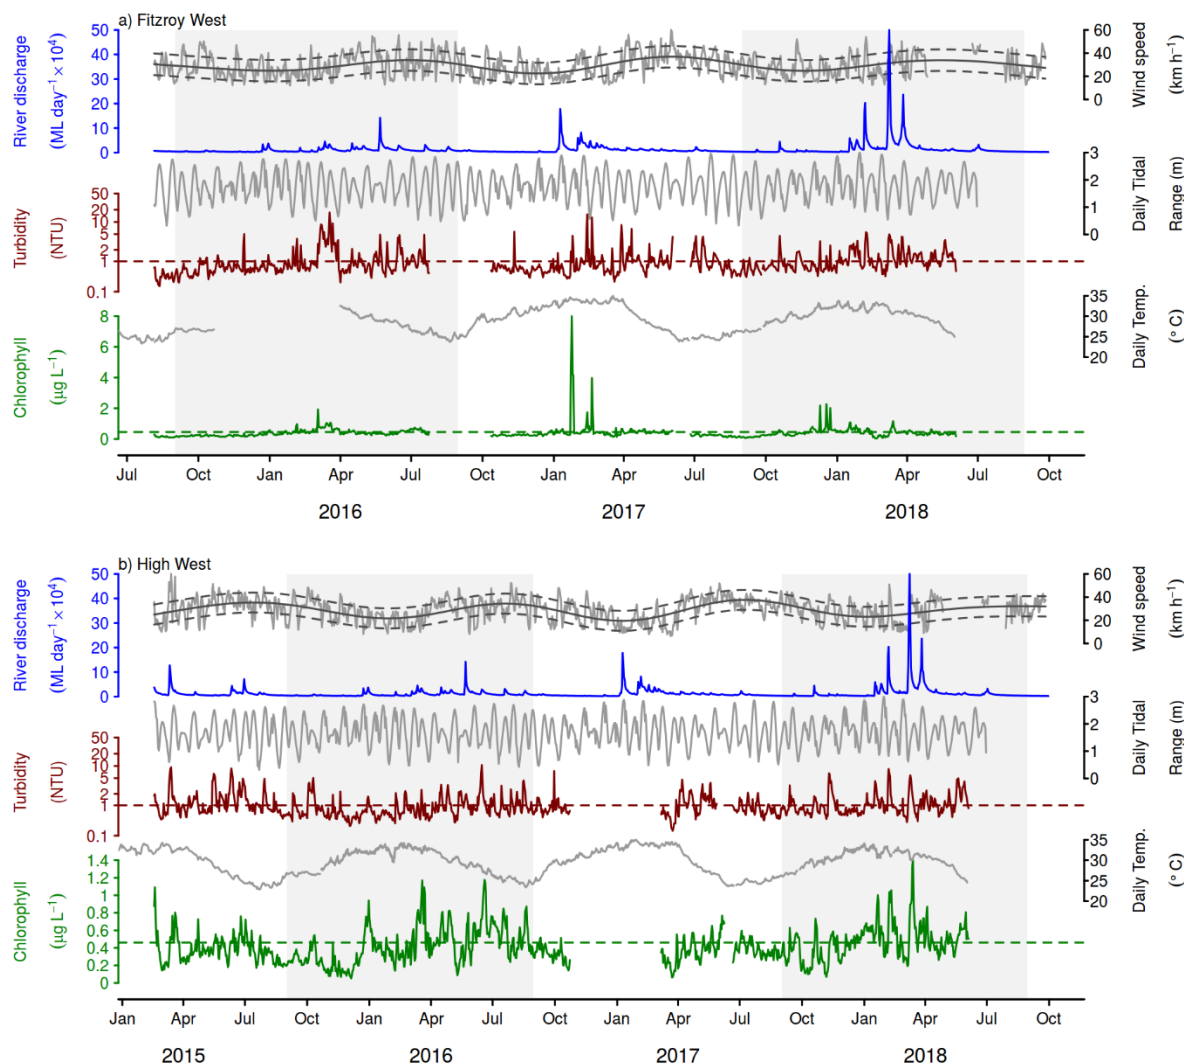 a) Fitzroy West
River discharge
(ML day⁻¹ × 10⁴)
50
40
30
20
10
0
60
40
20
0
Wind speed
(km h⁻¹)
3
2
1
0
Daily Tidal
Range (m)
Turbidity
(NTU)
50
20
10
5
2
1
0.1
35
30
25
20
Daily Temp.
(° C)
Chlorophyll
(µg L⁻¹)
8
6
4
2
0
Jul Oct Jan Apr Jul Oct Jan Apr Jul Oct Jan Apr Jul Oct
2016 2017 2018
b) High West
River discharge
(ML day⁻¹ × 10⁴)
50
40
30
20
10
0
60
40
20
0
Wind speed
(km h⁻¹)
3
2
1
0
Daily Tidal
Range (m)
Turbidity
(NTU)
50
20
10
5
2
1
0.1
35
30
25
20
Daily Temp.
(° C)
Chlorophyll
(µg L⁻¹)
1.4
1.2
1
0.8
0.6
0.4
0.2
0
Jan Apr Jul Oct Jan Apr Jul Oct Jan Apr Jul Oct Jan Apr Jul Oct
2015 2016 2017 2018